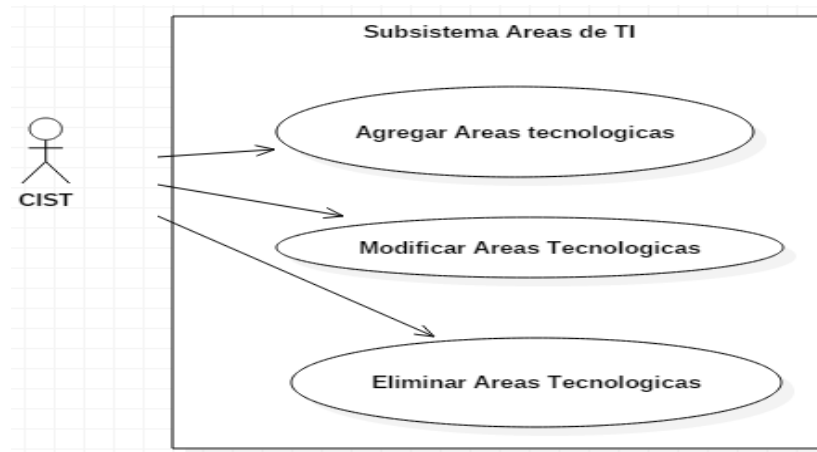 Subsistema Areas de TI
Agregar Areas tecnologicas
CIST
Modificar Areas Tecnologicas
Eliminar Areas Tecnologicas